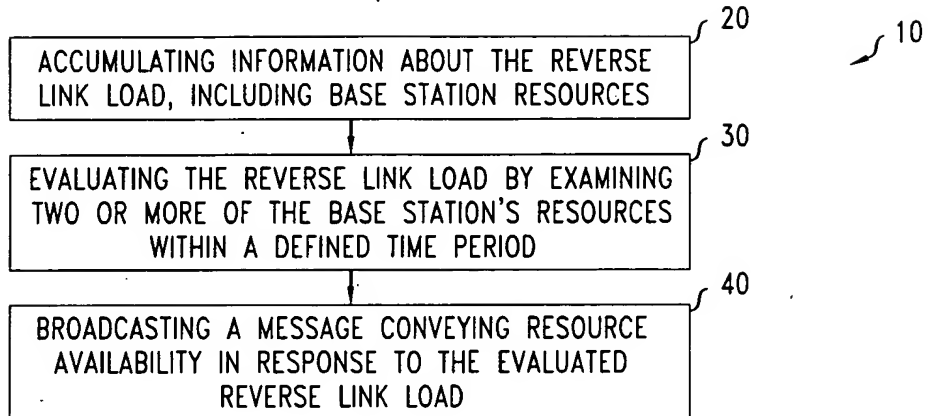 20
10
ACCUMULATING INFORMATION ABOUT THE REVERSE
LINK LOAD, INCLUDING BASE STATION RESOURCES
30
EVALUATING THE REVERSE LINK LOAD BY EXAMINING
TWO OR MORE OF THE BASE STATION'S RESOURCES
WITHIN A DEFINED TIME PERIOD
40
BROADCASTING A MESSAGE CONVEYING RESOURCE
AVAILABILITY IN RESPONSE TO THE EVALUATED
REVERSE LINK LOAD